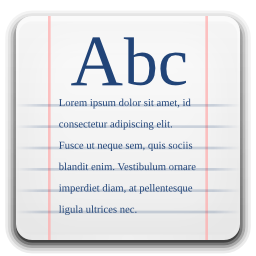 Abc
Lorem ipsum dolor sit amet, id
consectetur adipiscing elit.
Fusce ut neque sem, quis sociis
blandit enim. Vestibulum ornare
imperdiet diam, at pellentesque
ligula ultrices nec.